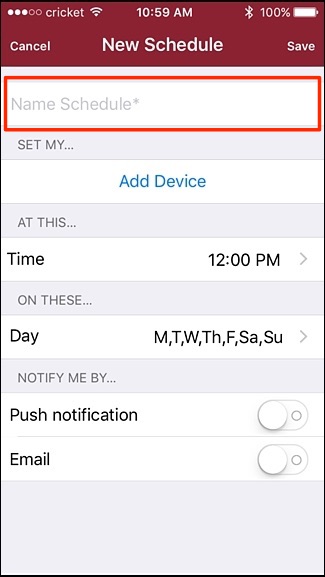 cricket 10:59 AM 100%
Cancel New Schedule Save
Name Schedule*
SET MY...
Add Device
AT THIS...
Time 12:00 PM
ON THESE...
Day M,T,W,Th,F,Sa,Su
NOTIFY ME BY...
Push notification
Email